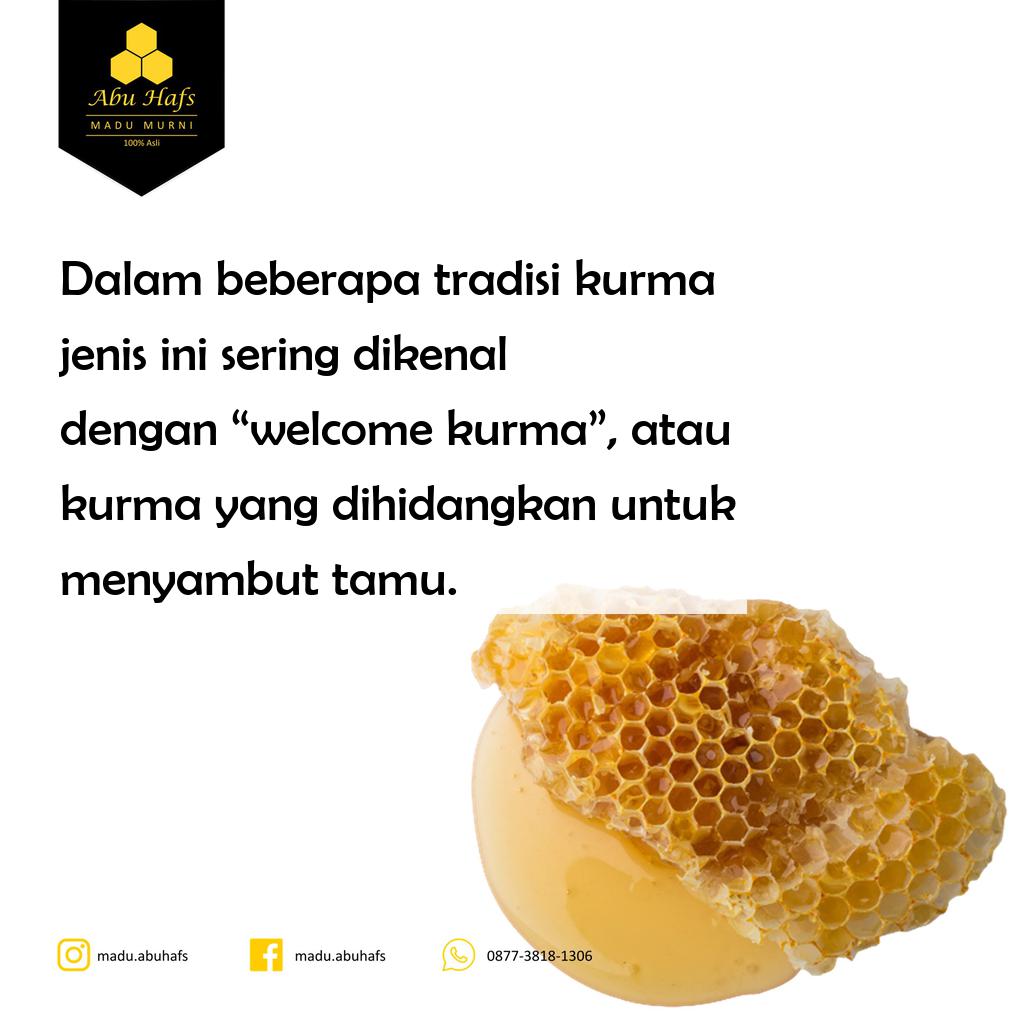 Abu Hafs
MADU MURNI
100% Asli
Dalam beberapa tradisi kurma
jenis ini sering dikenal
dengan “welcome kurma”, atau
kurma yang dihidangkan untuk
menyambut tamu.
madu.abuhafs
madu.abuhafs
0877-3818-1306